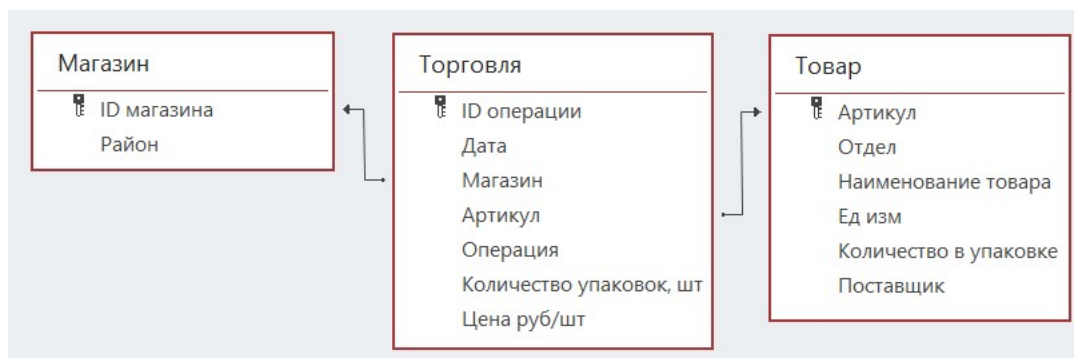 Магазин
ID магазина
Район
Торговля
ID операции
Дата
Магазин
Артикул
Операция
Количество упаковок, шт
Цена руб/шт
Товар
Артикул
Отдел
Наименование товара
Ед изм
Количество в упаковке
Поставщик